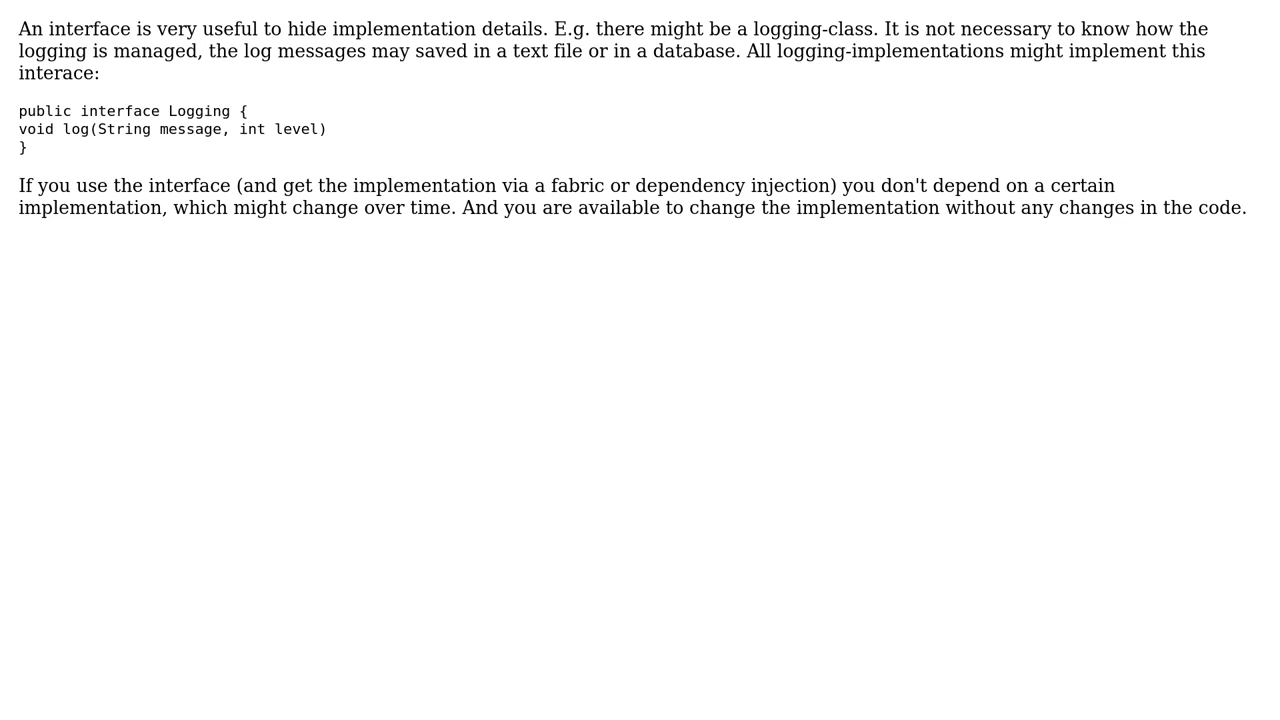 An interface is very useful to hide implementation details. E.g. there might be a logging-class. It is not necessary to know how the
logging is managed, the log messages may saved in a text file or in a database. All logging-implementations might implement this
interace:
public interface Logging {
void log(String message, int level)
}
If you use the interface (and get the implementation via a fabric or dependency injection) you don't depend on a certain
implementation, which might change over time. And you are available to change the implementation without any changes in the code.